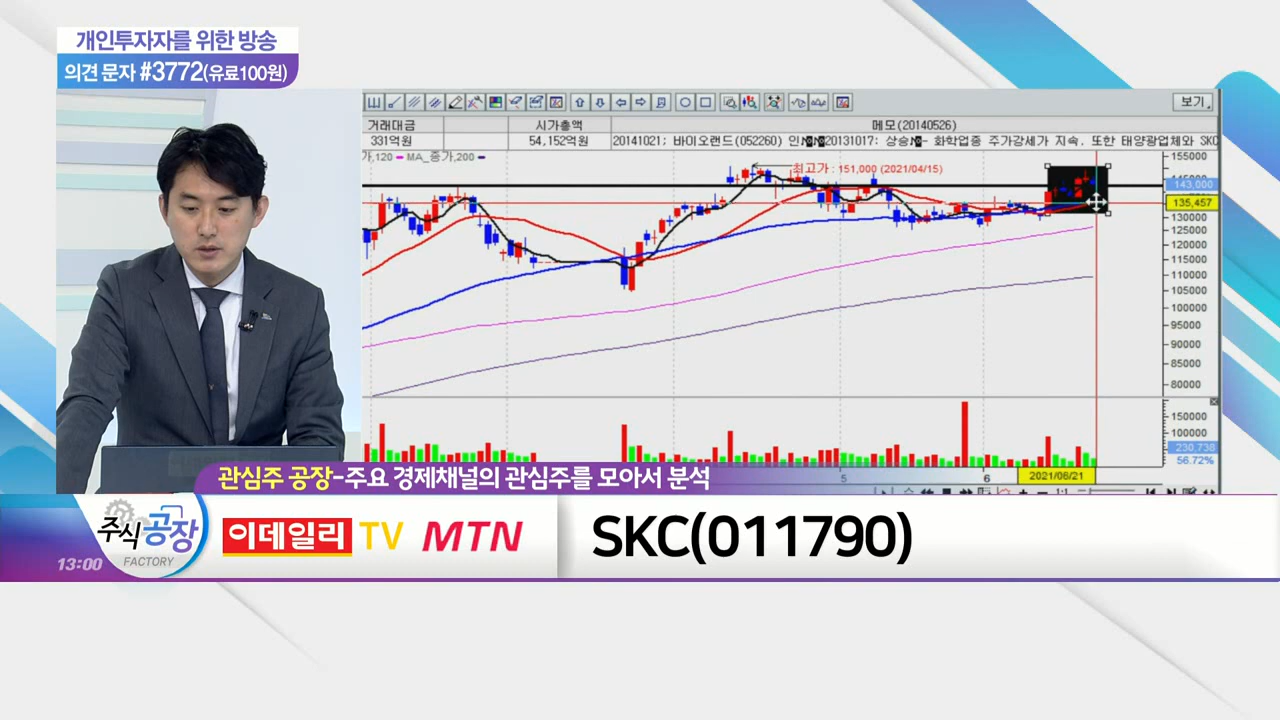 개인투자자를 위한 방송
의견 문자 #3772(유료100원)
보기
거래대금 시가총액 메모(20140526)
331억원 54,152억원 20141021; 바이오랜드(052260) 인 20131017: 상승 - 화학업종 주가강세가 지속. 또한 태양광업체와 SKC
가,120 MA_종가,200
최고가 : 151,000 (2021/04/15)
155000
143,000
135,457
130000
125000
120000
115000
110000
105000
100000
95000
90000
85000
80000
150000
100000
230,738
56.72%
5 6 2021/06/21
관심주 공장-주요 경제채널의 관심주를 모아서 분석
주식공장
FACTORY
13:00
이데일리 TV MTN
SKC(011790)